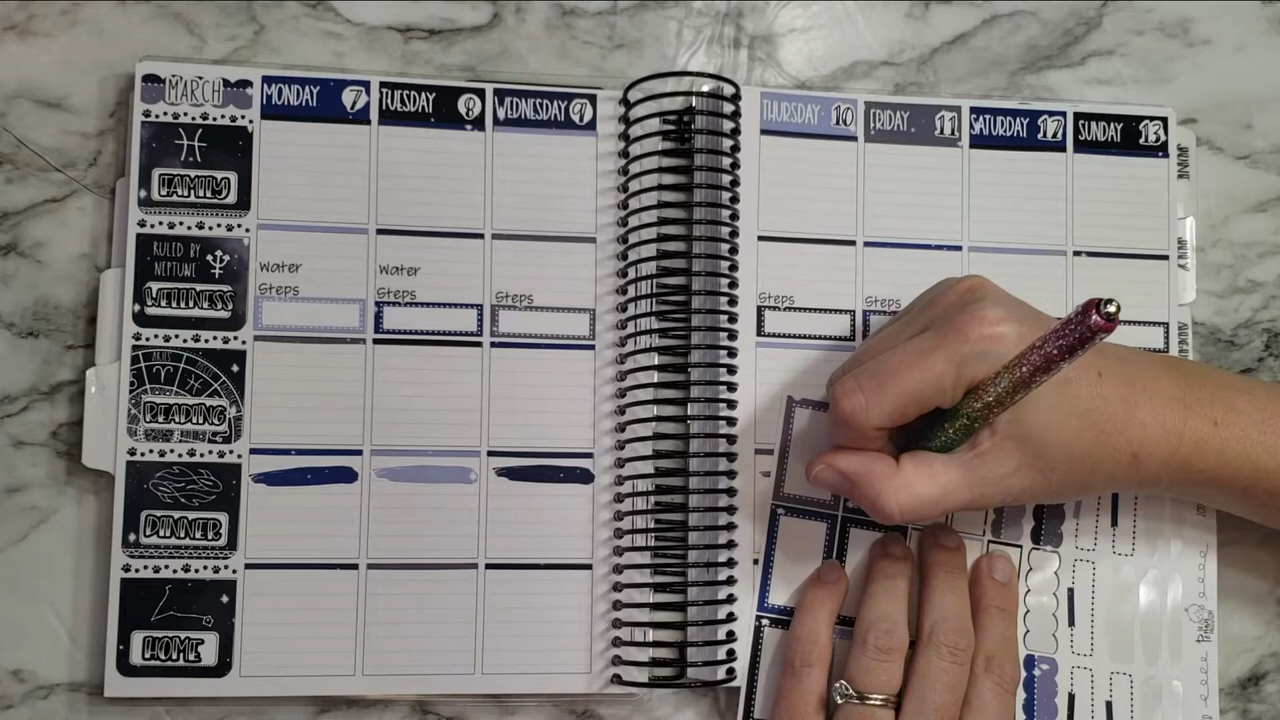 MARCH
MONDAY 7
TUESDAY 8
WEDNESDAY 9
THURSDAY 10
FRIDAY 11
SATURDAY 12
SUNDAY 13
JUNE
JULY
FAMILY
RULED BY
NEPTUNE
WELLNESS
Water
Steps
Water
Steps
Steps
Steps
Steps
ARIES
READING
DINNER
HOME